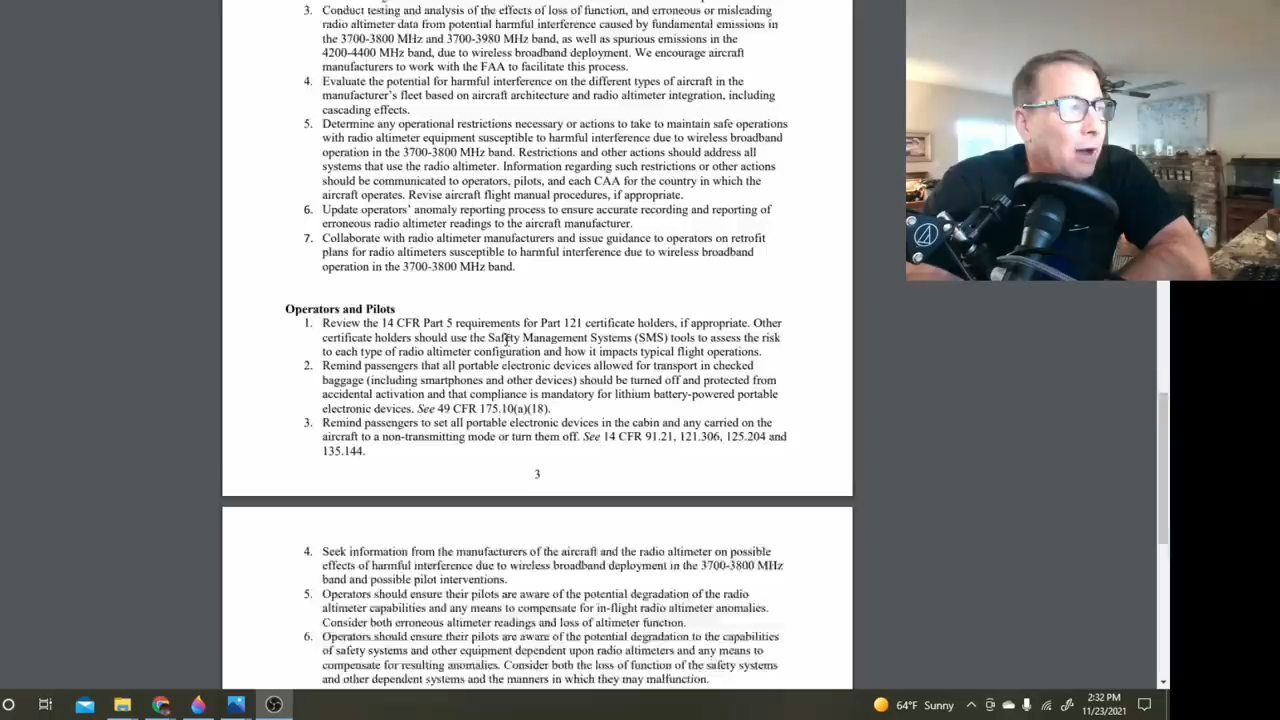 3. Conduct testing and analysis of the effects of loss of function, and erroneous or misleading
radio altimeter data from potential harmful interference caused by fundamental emissions in
the 3700-3800 MHz and 3700-3980 MHz band, as well as spurious emissions in the
4200-4400 MHz band, due to wireless broadband deployment. We encourage aircraft
manufacturers to work with the FAA to facilitate this process.
4. Evaluate the potential for harmful interference on the different types of aircraft in the
manufacturer's fleet based on aircraft architecture and radio altimeter integration, including
cascading effects.
5. Determine any operational restrictions necessary or actions to take to maintain safe operations
with radio altimeter equipment susceptible to harmful interference due to wireless broadband
operation in the 3700-3800 MHz band. Restrictions and other actions should address all
systems that use the radio altimeter. Information regarding such restrictions or other actions
should be communicated to operators, pilots, and each CAA for the country in which the
aircraft operates. Revise aircraft flight manual procedures, if appropriate.
6. Update operators' anomaly reporting process to ensure accurate recording and reporting of
erroneous radio altimeter readings to the aircraft manufacturer.
7. Collaborate with radio altimeter manufacturers and issue guidance to operators on retrofit
plans for radio altimeters susceptible to harmful interference due to wireless broadband
operation in the 3700-3800 MHz band.
Operators and Pilots
1. Review the 14 CFR Part 5 requirements for Part 121 certificate holders, if appropriate. Other
certificate holders should use the Safety Management Systems (SMS) tools to assess the risk
to each type of radio altimeter configuration and how it impacts typical flight operations.
2. Remind passengers that all portable electronic devices allowed for transport in checked
baggage (including smartphones and other devices) should be turned off and protected from
accidental activation and that compliance is mandatory for lithium battery-powered portable
electronic devices. See 49 CFR 175.10(a)(18).
3. Remind passengers to set all portable electronic devices in the cabin and any carried on the
aircraft to a non-transmitting mode or turn them off. See 14 CFR 91.21, 121.306, 125.204 and
135.144.
3
4. Seek information from the manufacturers of the aircraft and the radio altimeter on possible
effects of harmful interference due to wireless broadband deployment in the 3700-3800 MHz
band and possible pilot interventions.
5. Operators should ensure their pilots are aware of the potential degradation of the radio
altimeter capabilities and any means to compensate for in-flight radio altimeter anomalies.
Consider both erroneous altimeter readings and loss of altimeter function.
6. Operators should ensure their pilots are aware of the potential degradation to the capabilities
of safety systems and other equipment dependent upon radio altimeters and any means to
compensate for resulting anomalies. Consider both the loss of function of the safety systems
and other dependent systems and the manners in which they may malfunction.
64°F Sunny
2:32 PM
11/23/2021